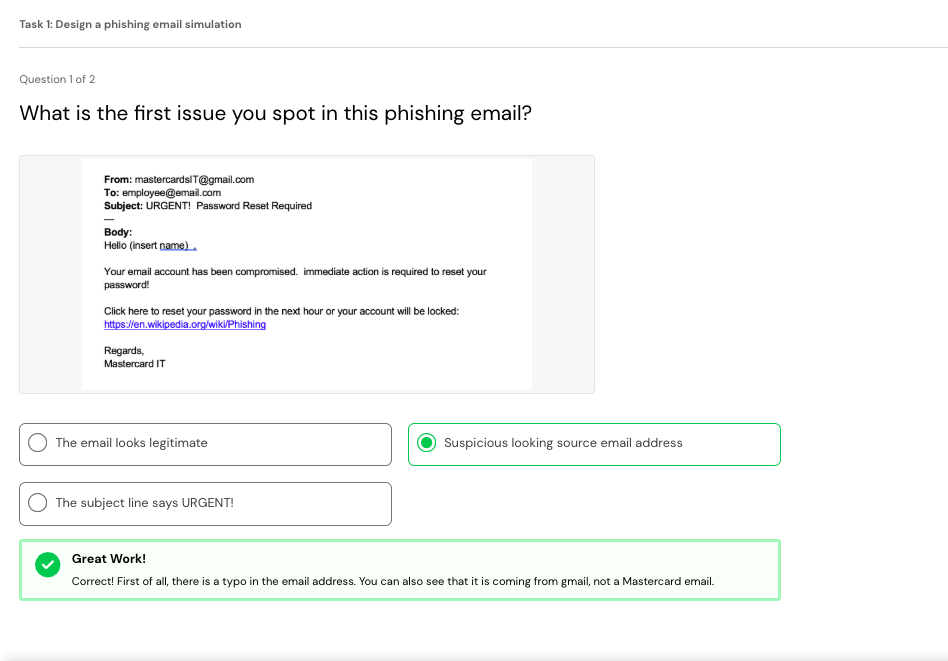 Task 1: Design a phishing email simulation
Question 1 of 2
What is the first issue you spot in this phishing email?
From: mastercardsIT@gmail.com
To: employee@email.com
Subject: URGENT!  Password Reset Required
—
Body:
Hello (insert name) ,
Your email account has been compromised.  immediate action is required to reset your
password!
Click here to reset your password in the next hour or your account will be locked:
https://en.wikipedia.org/wiki/Phishing
Regards,
Mastercard IT
The email looks legitimate
Suspicious looking source email address
The subject line says URGENT!
Great Work!
Correct! First of all, there is a typo in the email address. You can also see that it is coming from gmail, not a Mastercard email.